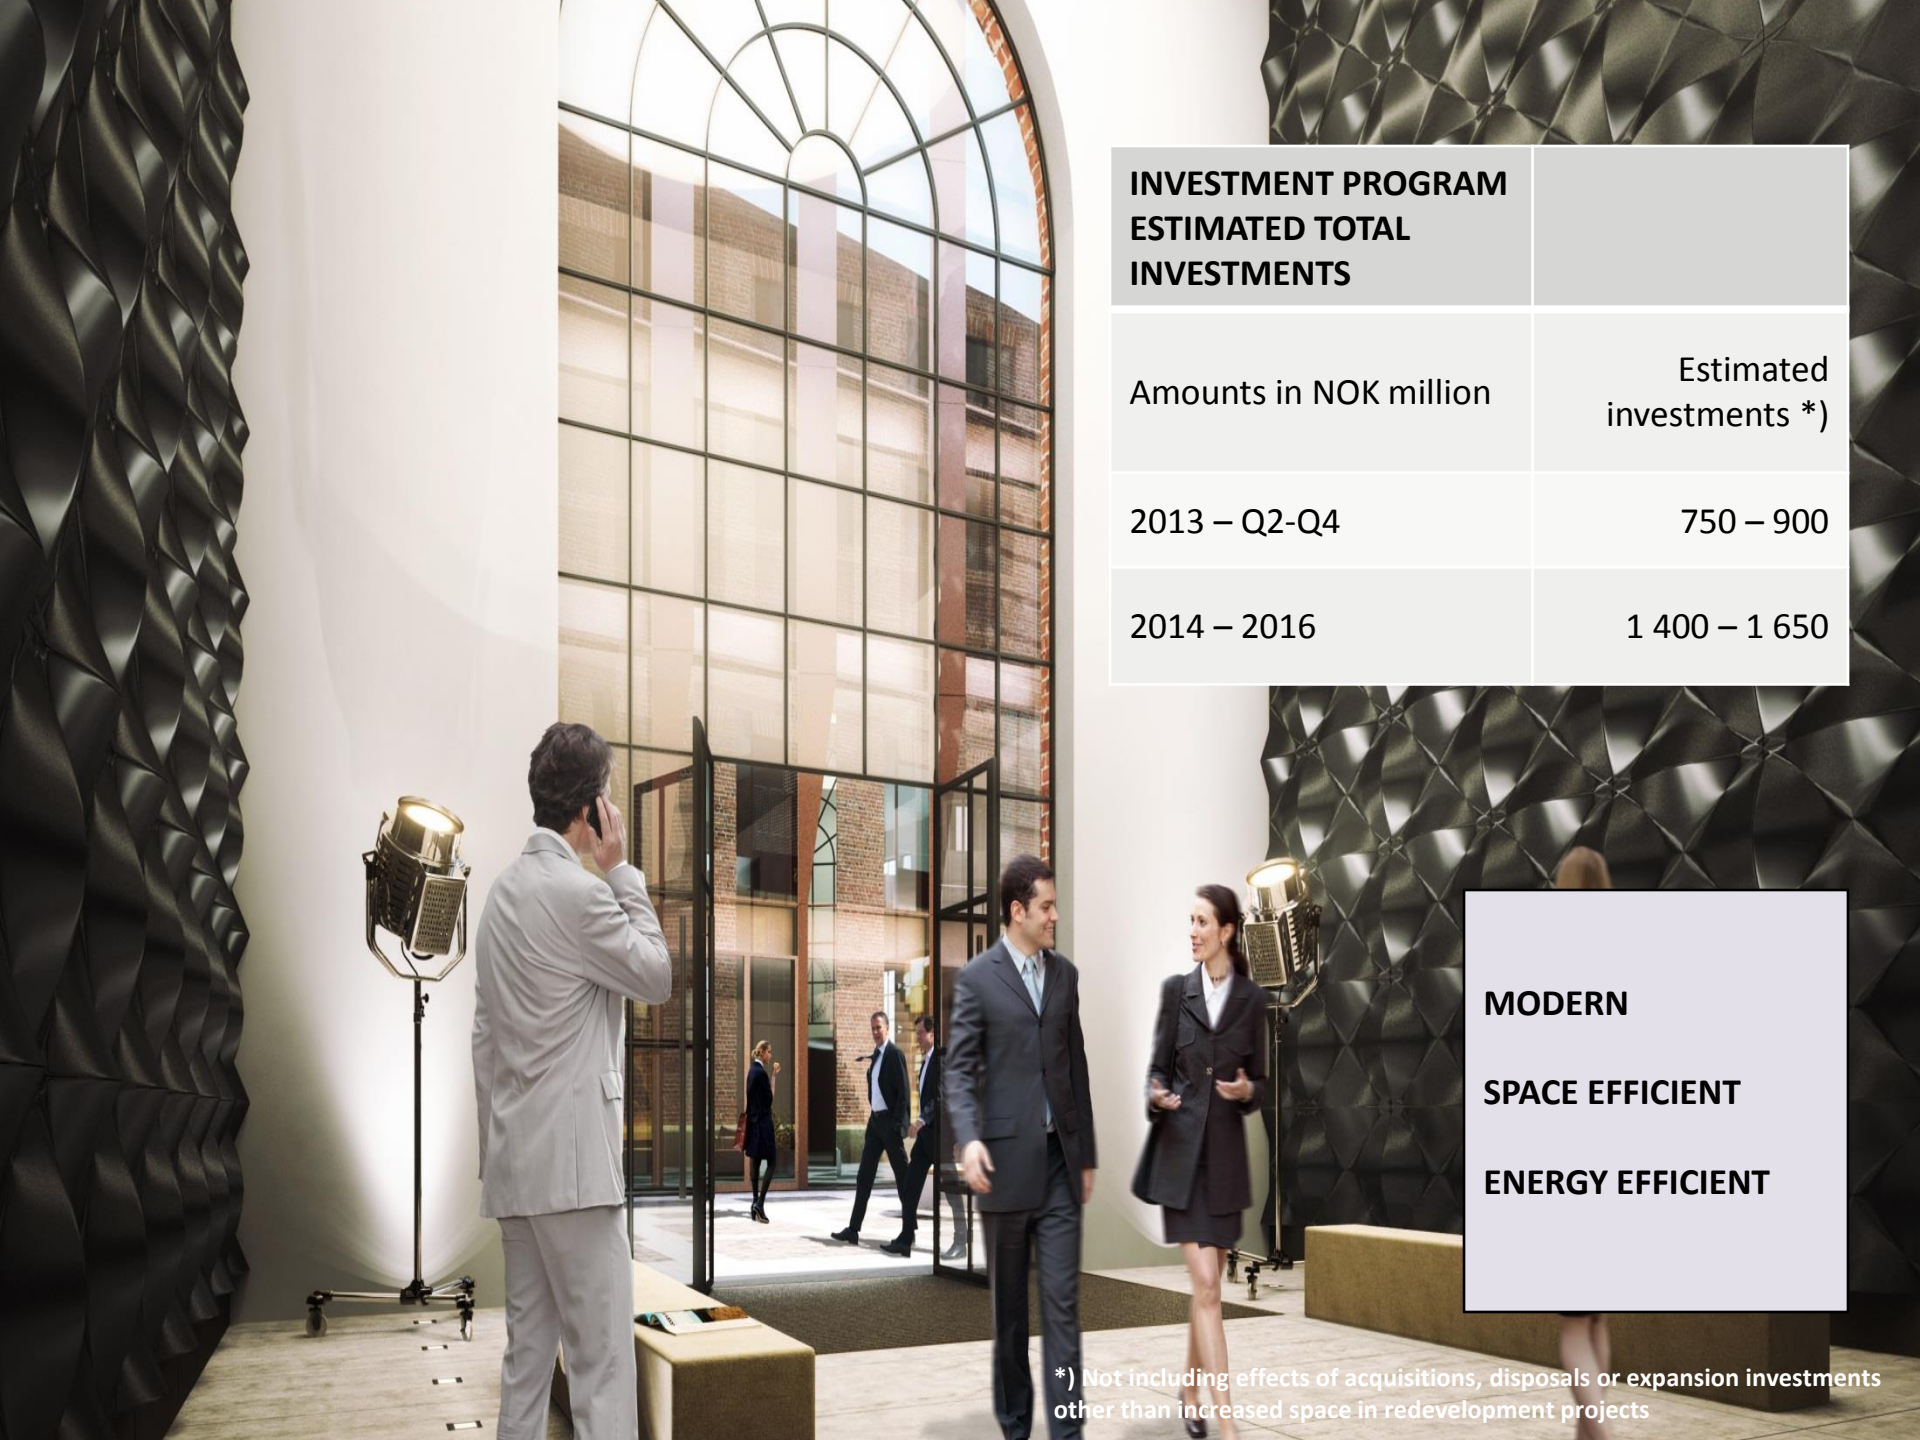 INVESTMENT PROGRAM
ESTIMATED TOTAL
INVESTMENTS
Amounts in NOK million
Estimated
investments *)
2013 – Q2-Q4
750 – 900
2014 – 2016
1 400 – 1 650
MODERN
SPACE EFFICIENT
ENERGY EFFICIENT
*) Not including effects of acquisitions, disposals or expansion investments
other than increased space in redevelopment projects